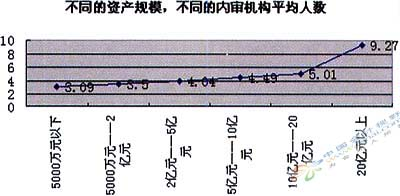 不同的资产规模，不同的内审机构平均人数
10
8
6
4
2
0
3.09
3.5
4.04
4.49
5.01
9.27
5000万元以下
5000万元——2
亿元
2亿元——5亿
元
5亿元——10亿
元
10亿元——20
亿元
20亿元以上